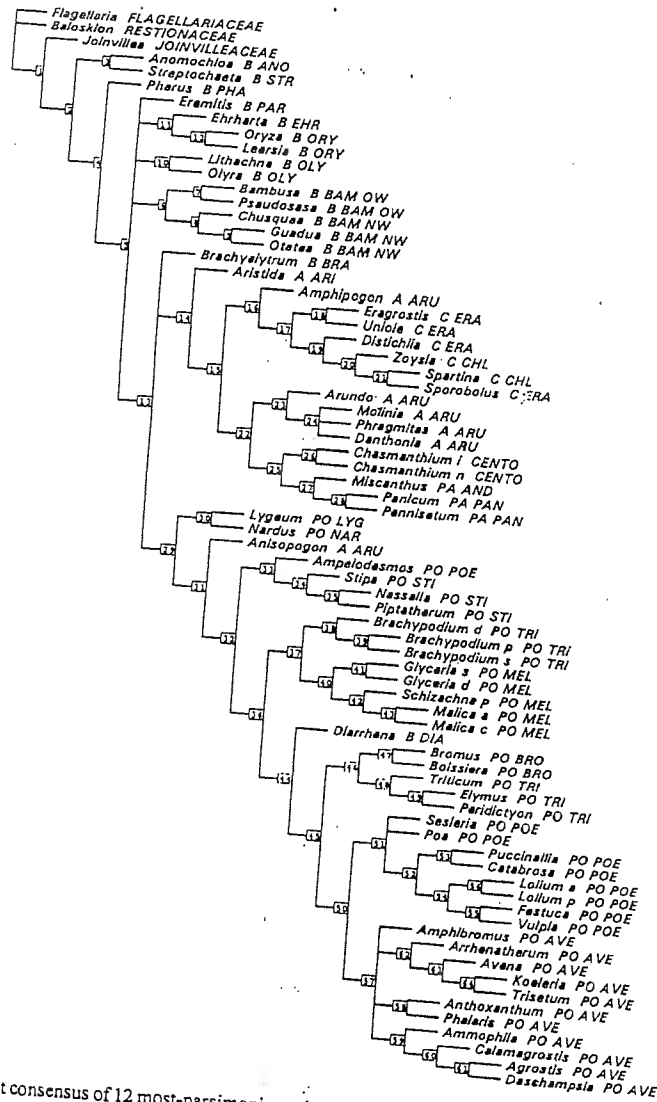 Flagellaria FLAGELLARIACEAE
Baloskion RESTIONACEAE
Joinvillea JOINVILLEACEAE
Anomochloa B ANO
Streptochaeta B STR
Pharus B PHA
Eremitis B PAR
Ehrharta B EHR
Oryza B ORY
Leersia B ORY
Lithachne B OLY
Olyra B OLY
Bambusa B BAM OW
Pseudosasa B BAM OW
Chusquea B BAM NW
Guadua B BAM NW
Otatea B BAM NW
Brachyelytrum B BRA
Aristida A ARI
Amphipogon A ARU
Eragrostis C ERA
Uniola C ERA
Distichlis C ERA
Zoysia C CHL
Spartina C CHL
Sporobolus C ERA
Arundo A ARU
Molinia A ARU
Phragmites A ARU
Danthonia A ARU
Chasmanthium i CENTO
Chasmanthium n CENTO
Miscanthus PA AND
Panicum PA PAN
Pennisetum PA PAN
Lygeum PO LYG
Nardus PO NAR
Anisopogon A ARU
Ampelodesmos PO POE
Stipa PO STI
Nassella PO STI
Piptatherum PO STI
Brachypodium d PO TRI
Brachypodium p PO TRI
Brachypodium s PO TRI
Glyceria s PO MEL
Glyceria d PO MEL
Schizachne p PO MEL
Melica a PO MEL
Melica c PO MEL
Diarrhena B DIA
Bromus PO BRO
Boissiera PO BRO
Triticum PO TRI
Elymus PO TRI
Peridictyon PO TRI
Sesleria PO POE
Poa PO POE
Puccinellia PO POE
Catabrosa PO POE
Lolium a PO POE
Lolium p PO POE
Festuca PO POE
Vulpia PO POE
Amphibromus PO AVE
Arrhenatherum PO AVE
Avena PO AVE
Koeleria PO AVE
Trisetum PO AVE
Anthoxanthum PO AVE
Phalaris PO AVE
Ammophila PO AVE
Calamagrostis PO AVE
Agrostis PO AVE
Deschampsia PO AVE
t consensus of 12